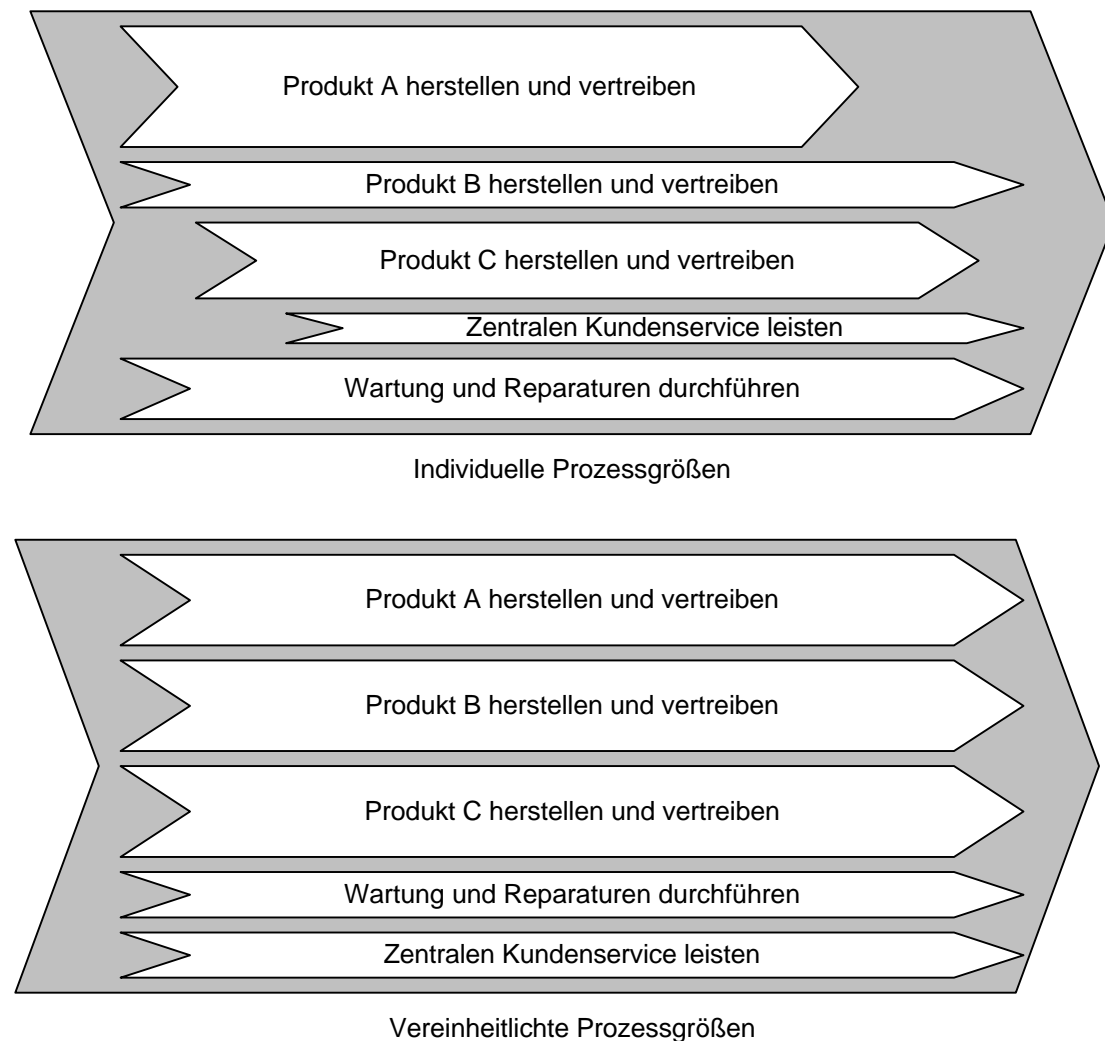 Produkt A herstellen und vertreiben
Produkt B herstellen und vertreiben
Produkt C herstellen und vertreiben
Zentralen Kundenservice leisten
Wartung und Reparaturen durchführen
Individuelle Prozessgrößen
Produkt A herstellen und vertreiben
Produkt B herstellen und vertreiben
Produkt C herstellen und vertreiben
Wartung und Reparaturen durchführen
Zentralen Kundenservice leisten
Vereinheitlichte Prozessgrößen